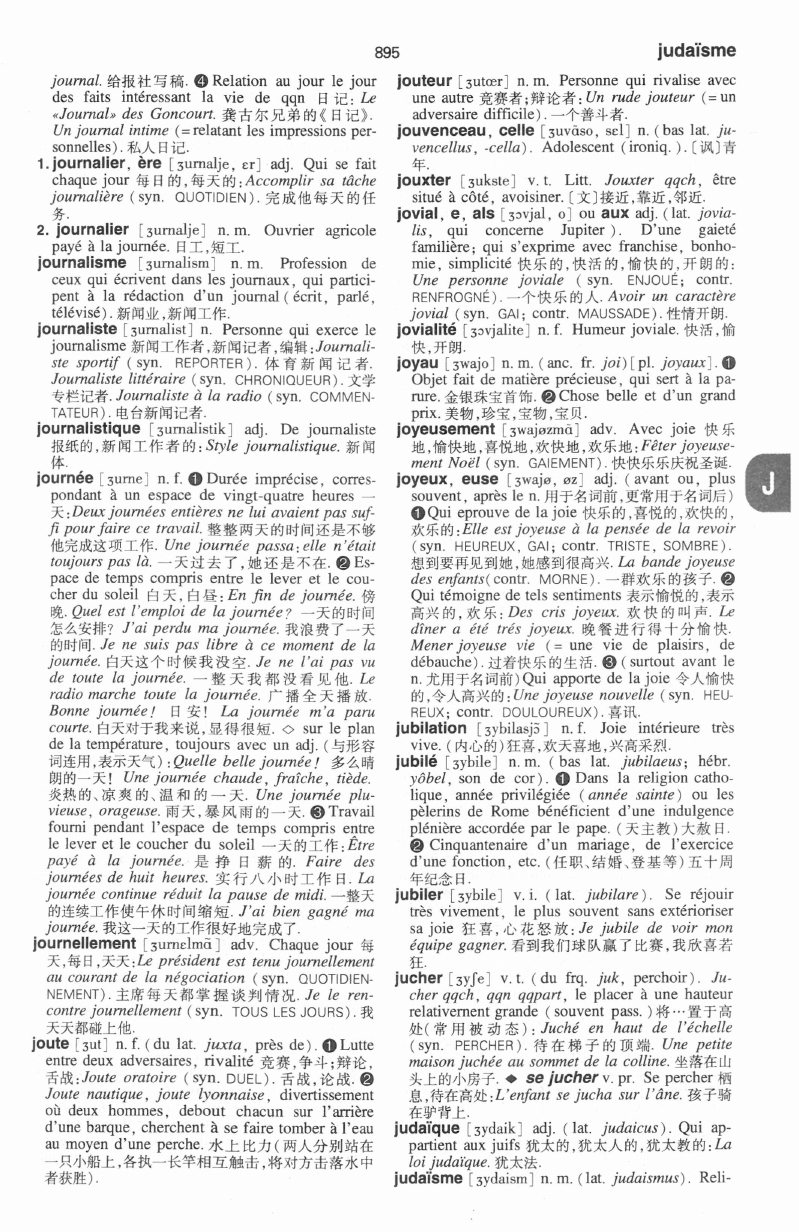 895
judaïsme
journal. 给报社写稿. ❹ Relation au jour le jour
des faits intéressant la vie de qqn 日记: Le
«Journal» des Goncourt. 龚古尔兄弟的《日记》.
Un journal intime (= relatant les impressions per-
sonnelles). 私人日记.
1. journalier, ère [ʒurnalje, ɛr] adj. Qui se fait
chaque jour 每日的,每天的: Accomplir sa tâche
journalière (syn. QUOTIDIEN). 完成他每天的任
务.
2. journalier [ʒurnalje] n. m. Ouvrier agricole
payé à la journée. 日工,短工.
journalisme [ʒurnalism] n. m. Profession de
ceux qui écrivent dans les journaux, qui partici-
pent à la rédaction d'un journal (écrit, parlé,
télévisé). 新闻业,新闻工作.
journaliste [ʒurnalist] n. Personne qui exerce le
journalisme 新闻工作者,新闻记者,编辑: Journali-
ste sportif (syn. REPORTER). 体育新闻记者.
Journaliste littéraire (syn. CHRONIQUEUR). 文学
专栏记者. Journaliste à la radio (syn. COMMEN-
TATEUR). 电台新闻记者.
journalistique [ʒurnalistik] adj. De journaliste
报纸的,新闻工作者的: Style journalistique. 新闻
体.
journée [ʒurne] n. f. ❶ Durée imprécise, corres-
pondant à un espace de vingt-quatre heures 一
天: Deux journées entières ne lui avaient pas suf-
fi pour faire ce travail. 整整两天的时间还是不够
他完成这项工作. Une journée passa: elle n'était
toujours pas là. 一天过去了,她还是不在. ❷ Es-
pace de temps compris entre le lever et le cou-
cher du soleil 白天,白昼: En fin de journée. 傍
晚. Quel est l'emploi de la journée? 一天的时间
怎么安排? J'ai perdu ma journée. 我浪费了一天
的时间. Je ne suis pas libre à ce moment de la
journée. 白天这个时候我没空. Je ne l'ai pas vu
de toute la journée. 一整天我都没看见他. Le
radio marche toute la journée. 广播全天播放.
Bonne journée! 日安! La journée m'a paru
courte. 白天对于我来说,显得很短. ◇ sur le plan
de la température, toujours avec un adj. (与形容
词连用,表示天气): Quelle belle journée! 多么晴
朗的一天! Une journée chaude, fraîche, tiède.
炎热的、凉爽的、温和的一天. Une journée plu-
vieuse, orageuse. 雨天,暴风雨的一天. ❸ Travail
fourni pendant l'espace de temps compris entre
le lever et le coucher du soleil 一天的工作: Être
payé à la journée. 是挣日薪的. Faire des
journées de huit heures. 实行八小时工作日. La
journée continue réduit la pause de midi. 一整天
的连续工作使午休时间缩短. J'ai bien gagné ma
journée. 我这一天的工作很好地完成了.
journellement [ʒurnɛlmɑ̃] adv. Chaque jour 每
天,每日,天天: Le président est tenu journellement
au courant de la négociation (syn. QUOTIDIEN-
NEMENT). 主席每天都掌握谈判情况. Je le ren-
contre journellement (syn. TOUS LES JOURS). 我
天天都碰上他.
joute [ʒut] n. f. (du lat. juxta, près de). ❶ Lutte
entre deux adversaires, rivalité 竞赛,争斗;辩论,
舌战: Joute oratoire (syn. DUEL). 舌战,论战. ❷
Joute nautique, joute lyonnaise, divertissement
où deux hommes, debout chacun sur l'arrière
d'une barque, cherchent à se faire tomber à l'eau
au moyen d'une perche. 水上比力(两人分别站在
一只小船上,各执一长竿相互触击,将对方击落水中
者获胜).
jouteur [ʒutœr] n. m. Personne qui rivalise avec
une autre 竞赛者;辩论者: Un rude jouteur (= un
adversaire difficile). 一个善斗者.
jouvenceau, celle [ʒuvɑ̃so, sɛl] n. (bas lat. ju-
vencellus, -cella). Adolescent (ironiq.). [讽]青
年.
jouxter [ʒukste] v. t. Litt. Jouxter qqch, être
situé à côté, avoisiner. [文]接近,靠近,邻近.
jovial, e, als [ʒɔvjal, o] ou aux adj. (lat. jovia-
lis, qui concerne Jupiter). D'une gaieté
familière; qui s'exprime avec franchise, bonho-
mie, simplicité 快乐的,快活的,愉快的,开朗的:
Une personne joviale (syn. ENJOUÉ; contr.
RENFROGNÉ). 一个快乐的人. Avoir un caractère
jovial (syn. GAI; contr. MAUSSADE). 性情开朗.
jovialité [ʒɔvjalite] n. f. Humeur joviale. 快活,愉
快,开朗.
joyau [ʒwajo] n. m. (anc. fr. joi) [pl. joyaux]. ❶
Objet fait de matière précieuse, qui sert à la pa-
rure. 金银珠宝首饰. ❷ Chose belle et d'un grand
prix. 美物,珍宝,宝物,宝贝.
joyeusement [ʒwajøzmɑ̃] adv. Avec joie 快乐
地,愉快地,喜悦地,欢快地,欢乐地: Fêter joyeuse-
ment Noël (syn. GAIEMENT). 快快乐乐庆祝圣诞.
joyeux, euse [ʒwajø, øz] adj. (avant ou, plus
souvent, après le n. 用于名词前,更常用于名词后)
❶ Qui eprouve de la joie 快乐的,喜悦的,欢快的,
欢乐的: Elle est joyeuse à la pensée de la revoir
(syn. HEUREUX, GAI; contr. TRISTE, SOMBRE).
想到要再见到她,她感到很高兴. La bande joyeuse
des enfants (contr. MORNE). 一群欢乐的孩子. ❷
Qui témoigne de tels sentiments 表示愉悦的,表示
高兴的,欢乐: Des cris joyeux. 欢快的叫声. Le
dîner a été trés joyeux. 晚餐进行得十分愉快.
Mener joyeuse vie (= une vie de plaisirs, de
débauche). 过着快乐的生活. ❸ (surtout avant le
n. 尤用于名词前) Qui apporte de la joie 令人愉快
的,令人高兴的: Une joyeuse nouvelle (syn. HEU-
REUX; contr. DOULOUREUX). 喜讯.
jubilation [ʒybilasjɔ̃] n. f. Joie intérieure très
vive. (内心的)狂喜,欢天喜地,兴高采烈.
jubilé [ʒybile] n. m. (bas lat. jubilaeus; hébr.
yôbel, son de cor). ❶ Dans la religion catho-
lique, année privilégiée (année sainte) ou les
pèlerins de Rome bénéficient d'une indulgence
plénière accordée par le pape. (天主教)大赦日.
❷ Cinquantenaire d'un mariage, de l'exercice
d'une fonction, etc. (任职、结婚、登基等)五十周
年纪念日.
jubiler [ʒybile] v. i. (lat. jubilare). Se réjouir
très vivement, le plus souvent sans extérioriser
sa joie 狂喜,心花怒放: Je jubile de voir mon
équipe gagner. 看到我们球队赢了比赛,我欣喜若
狂.
jucher [ʒyʃe] v. t. (du frq. juk, perchoir). Ju-
cher qqch, qqn qqpart, le placer à une hauteur
relativernent grande (souvent pass.) 将…置于高
处(常用被动态): Juché en haut de l'échelle
(syn. PERCHER). 待在梯子的顶端. Une petite
maison juchée au sommet de la colline. 坐落在山
头上的小房子. ◆ se jucher v. pr. Se percher 栖
息,待在高处: L'enfant se jucha sur l'âne. 孩子骑
在驴背上.
judaïque [ʒydaik] adj. (lat. judaicus). Qui ap-
partient aux juifs 犹太的,犹太人的,犹太教的: La
loi judaïque. 犹太法.
judaïsme [ʒydaism] n. m. (lat. judaismus). Reli-
J